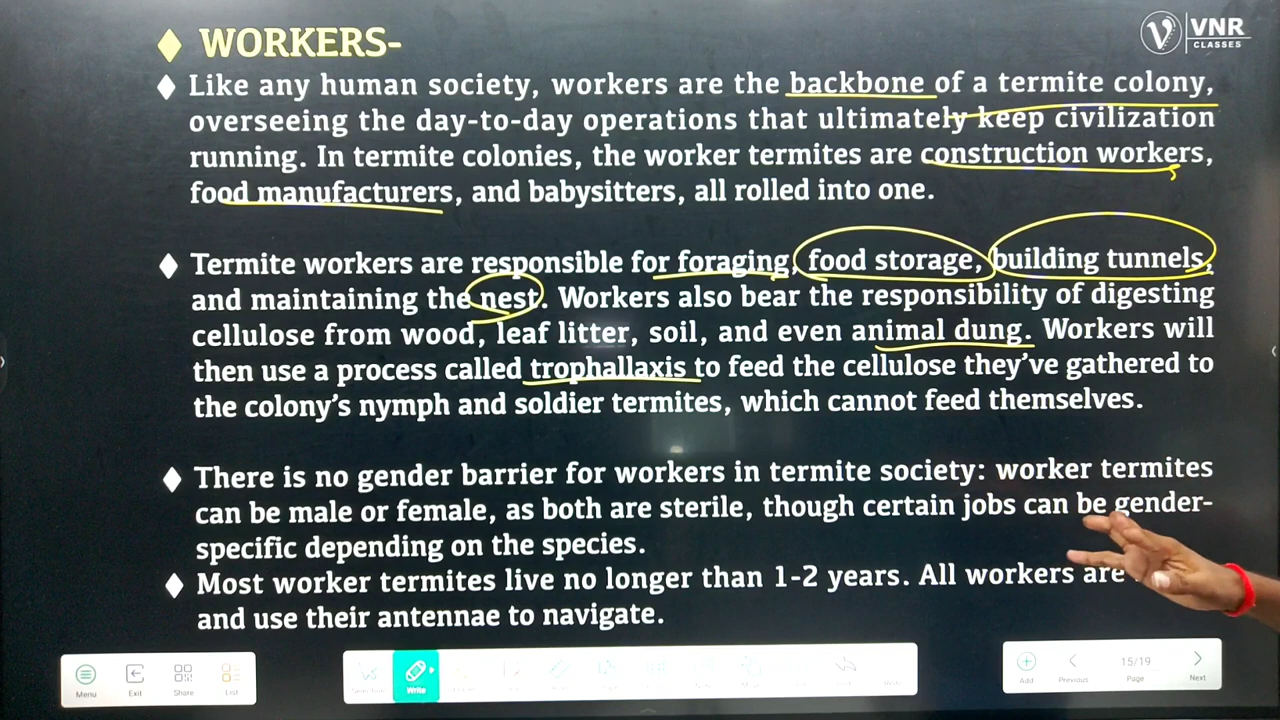 WORKERS-
VNR
CLASSES
Like any human society, workers are the backbone of a termite colony,
overseeing the day-to-day operations that ultimately keep civilization
running. In termite colonies, the worker termites are construction workers,
food manufacturers, and babysitters, all rolled into one.
Termite workers are responsible for foraging, food storage, building tunnels,
and maintaining the nest. Workers also bear the responsibility of digesting
cellulose from wood, leaf litter, soil, and even animal dung. Workers will
then use a process called trophallaxis to feed the cellulose they’ve gathered to
the colony’s nymph and soldier termites, which cannot feed themselves.
There is no gender barrier for workers in termite society: worker termites
can be male or female, as both are sterile, though certain jobs can be gender-
specific depending on the species.
Most worker termites live no longer than 1-2 years. All workers are
and use their antennae to navigate.
Menu Exit Share List Write Add Previous 15/19 Page Next